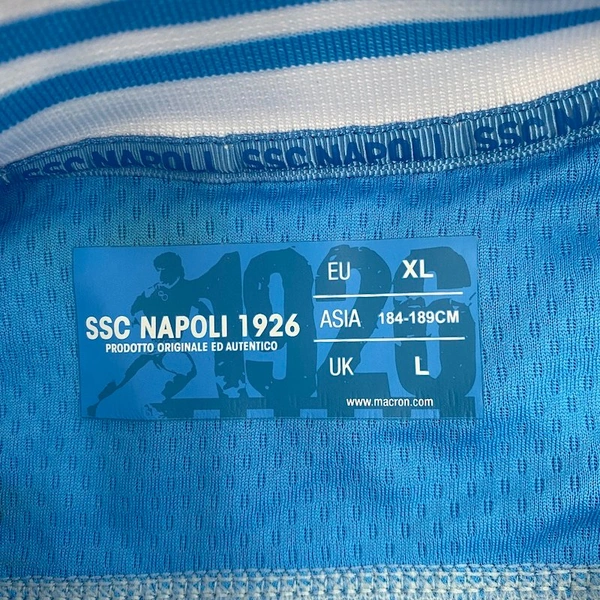 SSC NAPOLI SSC NAPOLI SSC NA
SSC NAPOLI 1926
PRODOTTO ORIGINALE ED AUTENTICO
1926
EU XL
ASIA 184-189CM
UK L
www.macron.com